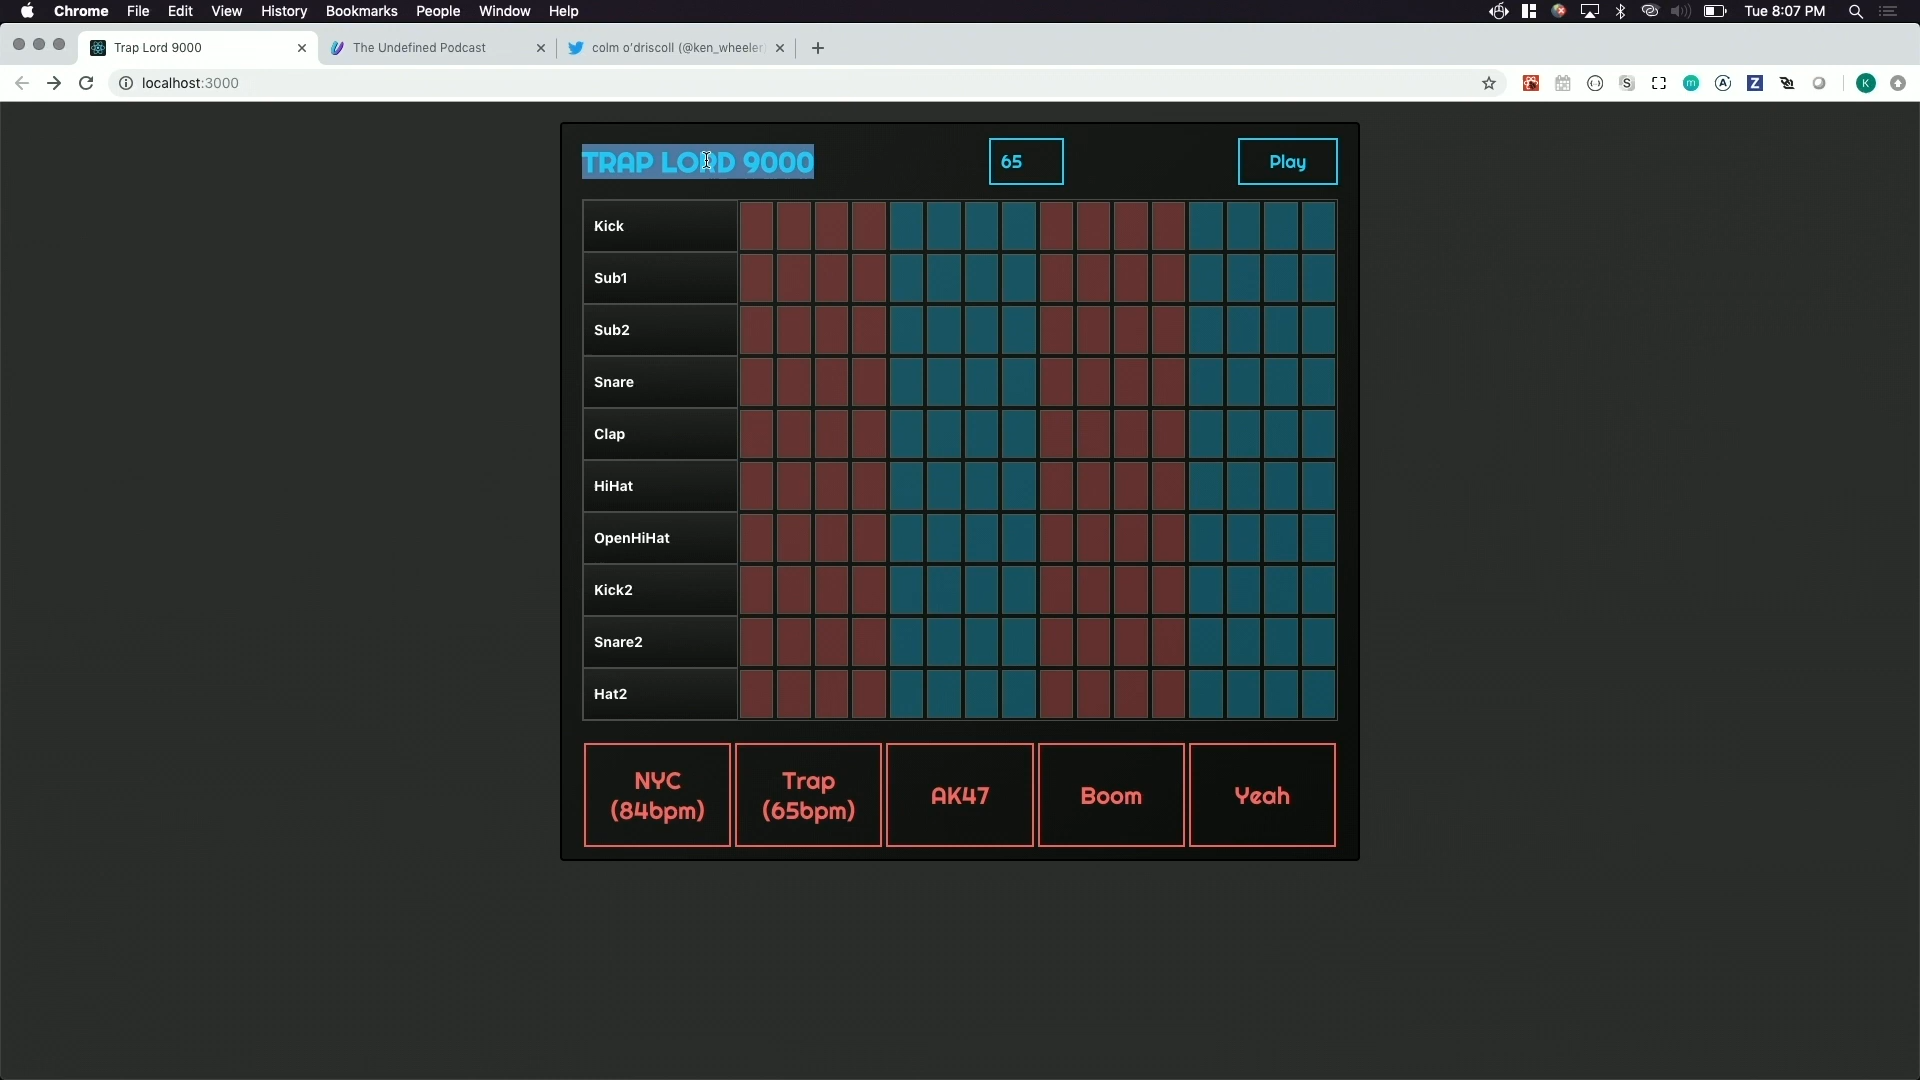 Chrome File Edit View History Bookmarks People Window Help Tue 8:07 PM
Trap Lord 9000 The Undefined Podcast colm o'driscoll (@ken_wheeler
localhost:3000
TRAP LORD 9000 65 Play
Kick
Sub1
Sub2
Snare
Clap
HiHat
OpenHiHat
Kick2
Snare2
Hat2
NYC
(84bpm)
Trap
(65bpm)
AK47
Boom
Yeah